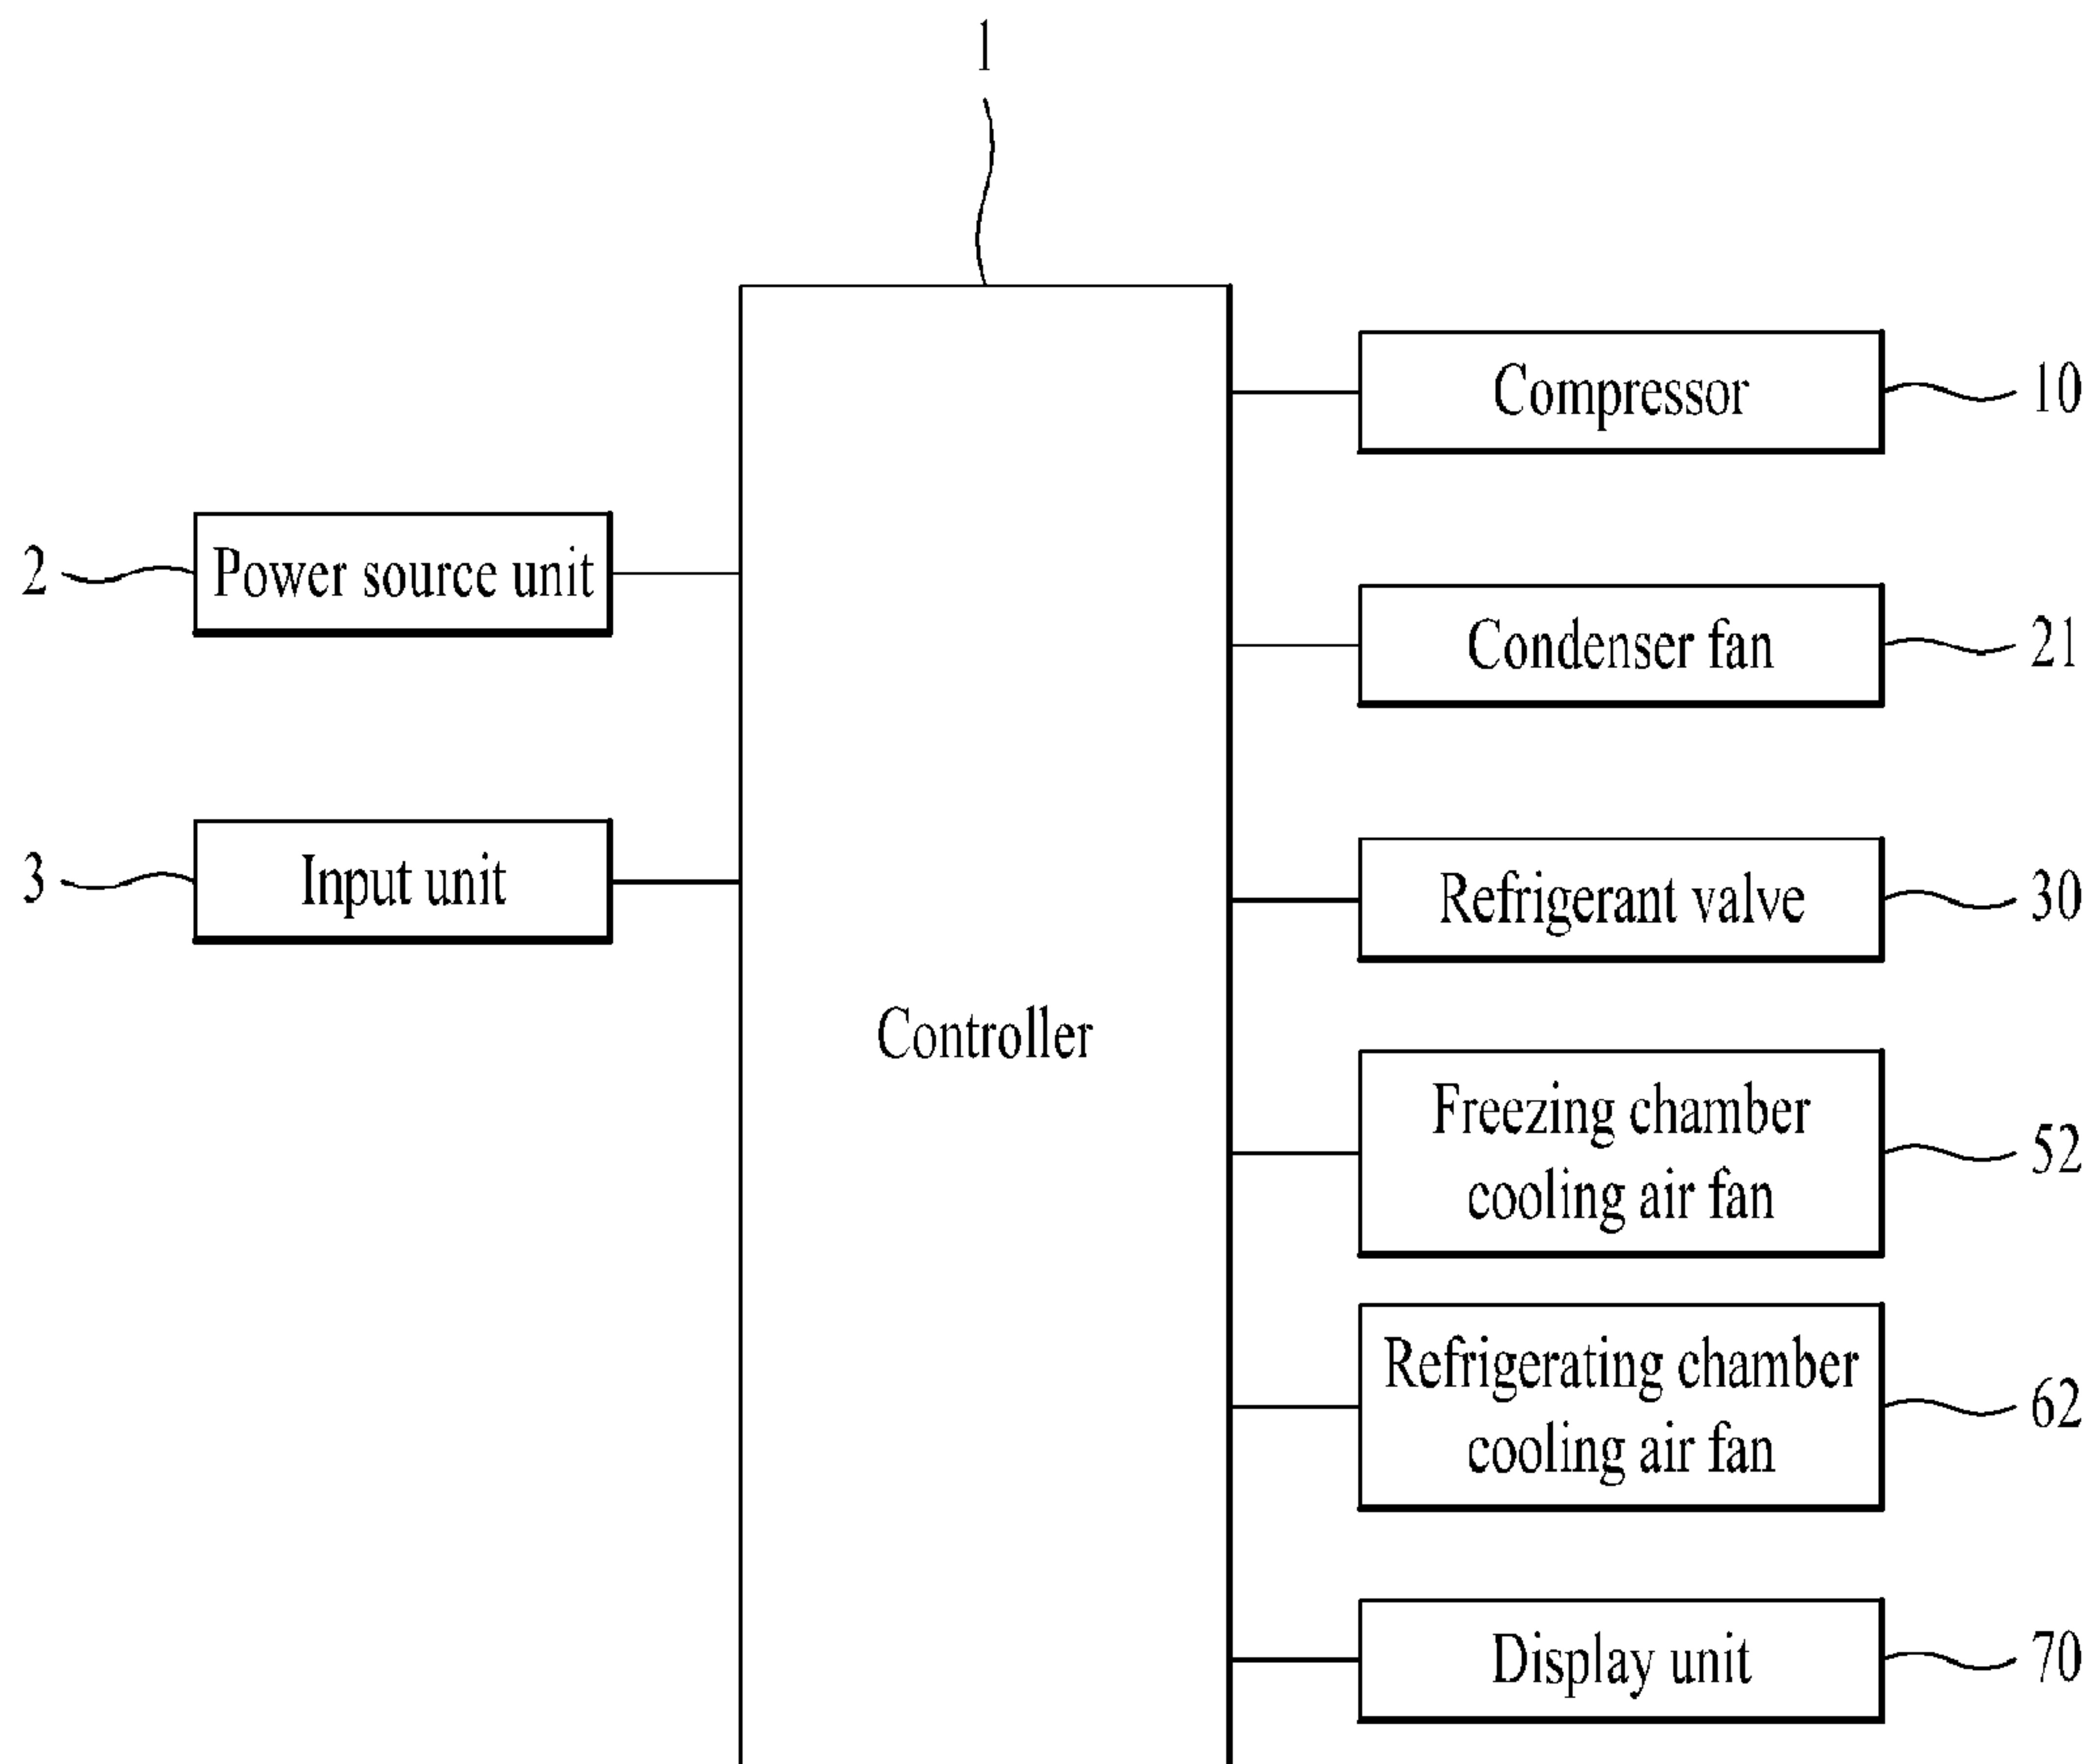 1
Compressor
10
2
Power source unit
Condenser fan
21
3
Input unit
Refrigerant valve
30
Controller
Freezing chamber
cooling air fan
52
Refrigerating chamber
cooling air fan
62
Display unit
70